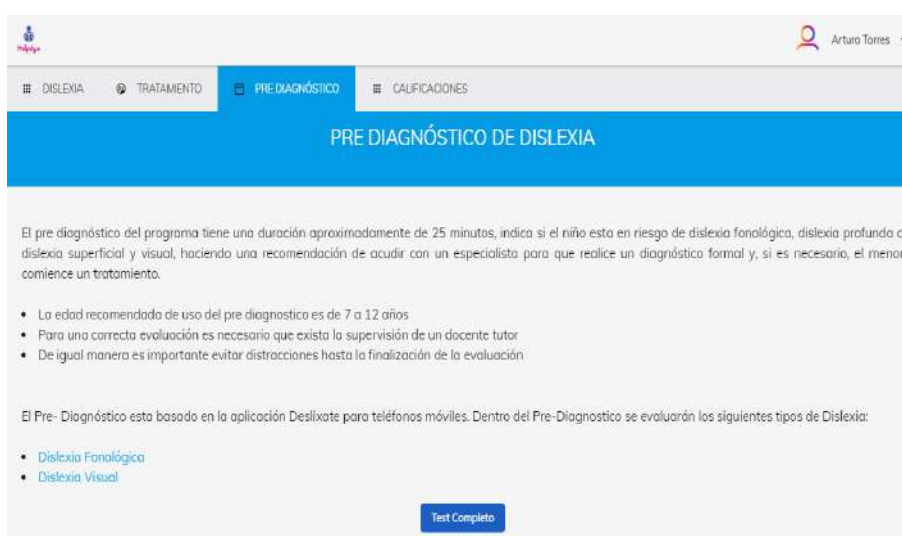 Arturo Torres
DISLEXIA TRATAMIENTO PRE DIAGNÓSTICO CALIFICACIONES
PRE DIAGNÓSTICO DE DISLEXIA
El pre diagnóstico del programa tiene una duración aproximadamente de 25 minutos, indica si el niño esta en riesgo de dislexia fonológica, dislexia profunda o
dislexia superficial y visual, haciendo una recomendación de acudir con un especialista para que realice un diagnóstico formal y, si es necesario, el menor
comience un tratamiento.
• La edad recomendada de uso del pre diagnostico es de 7 a 12 años
• Para una correcta evaluación es necesario que exista la supervisión de un docente tutor
• De igual manera es importante evitar distracciones hasta la finalización de la evaluación
El Pre- Diagnóstico esta basado en la aplicación Deslixate para teléfonos móviles. Dentro del Pre-Diagnostico se evaluarán los siguientes tipos de Dislexia:
• Dislexia Fonológica
• Dislexia Visual
Test Completo